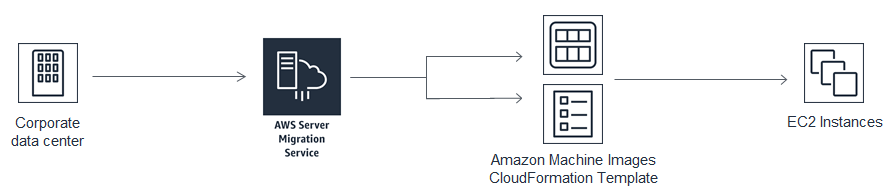 Corporate
data center
AWS Server
Migration
Service
Amazon Machine Images
CloudFormation Template
EC2 Instances